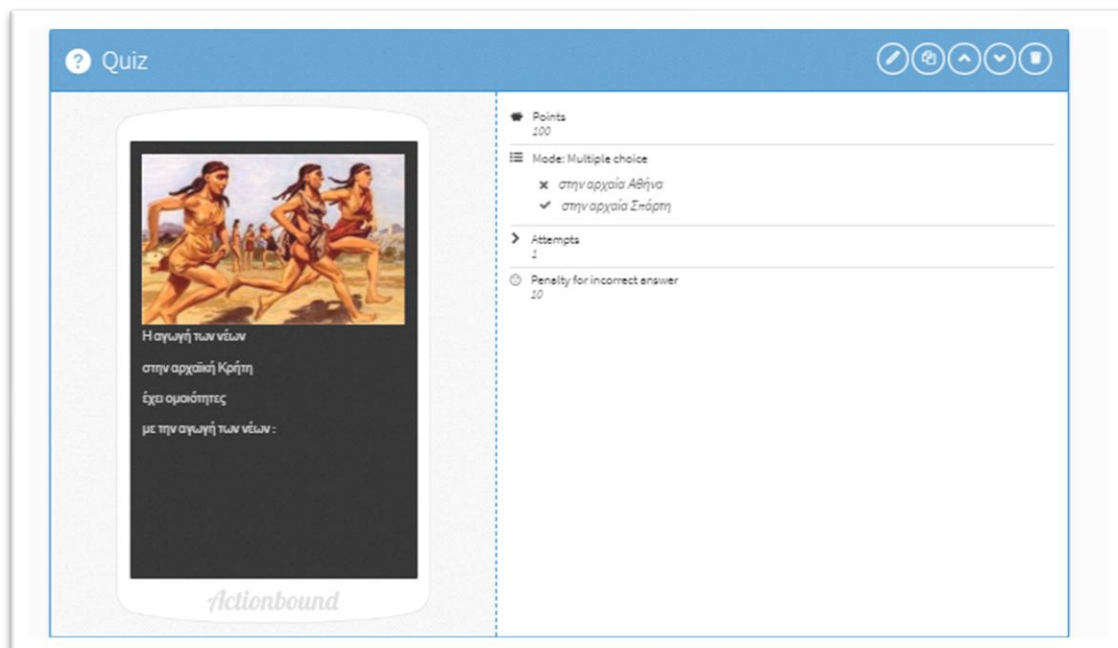 ? Quiz
Η αγωγή των νέων
στην αρχαϊκή Κρήτη
έχει ομοιότητες
με την αγωγή των νέων :
Actionbound
Points
100
Mode: Multiple choice
στην αρχαία Αθήνα
στην αρχαία Σπάρτη
Attempts
1
Penalty for incorrect answer
10